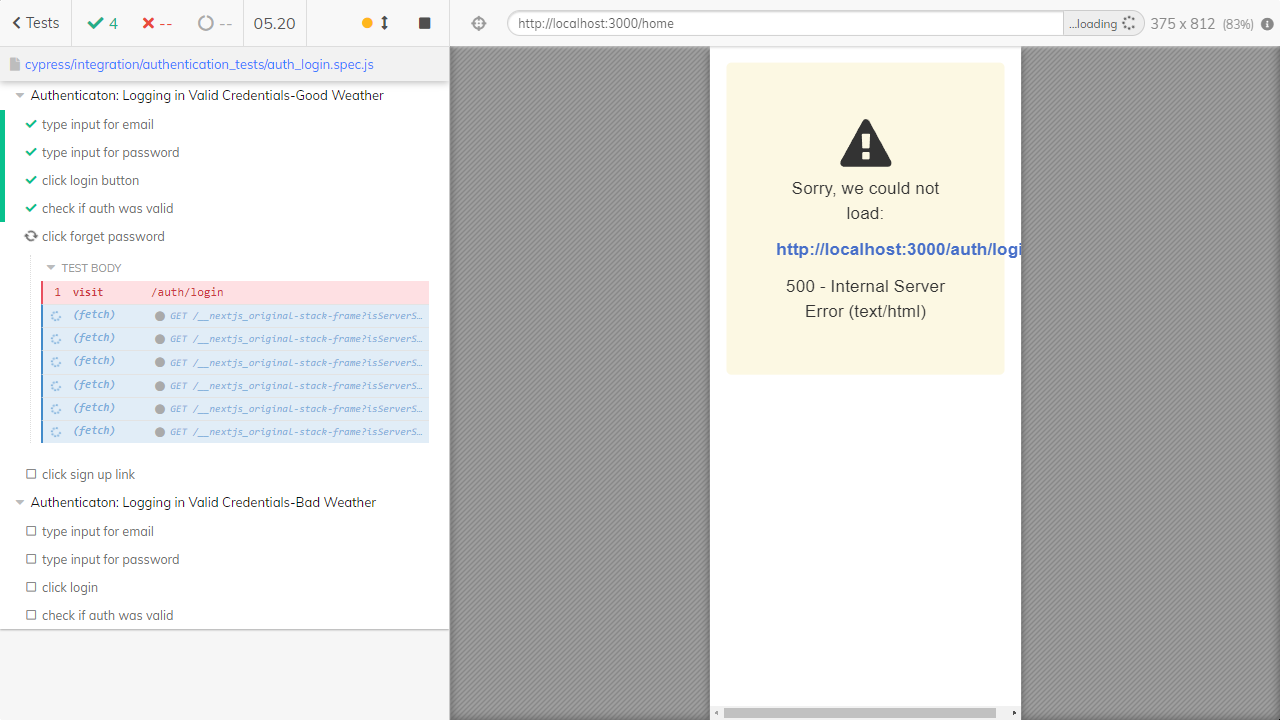 Tests 4 -- -- 05.20
http://localhost:3000/home ...loading 375 x 812 (83%)
cypress/integration/authentication_tests/auth_login.spec.js
Authenticaton: Logging in Valid Credentials-Good Weather
type input for email
type input for password
click login button
check if auth was valid
click forget password
TEST BODY
1 visit /auth/login
(fetch) GET /__nextjs_original-stack-frame?isServerS…
(fetch) GET /__nextjs_original-stack-frame?isServerS…
(fetch) GET /__nextjs_original-stack-frame?isServerS…
(fetch) GET /__nextjs_original-stack-frame?isServerS…
(fetch) GET /__nextjs_original-stack-frame?isServerS…
(fetch) GET /__nextjs_original-stack-frame?isServerS…
click sign up link
Authenticaton: Logging in Valid Credentials-Bad Weather
type input for email
type input for password
click login
check if auth was valid
Sorry, we could not
load:
http://localhost:3000/auth/logi
500 - Internal Server
Error (text/html)